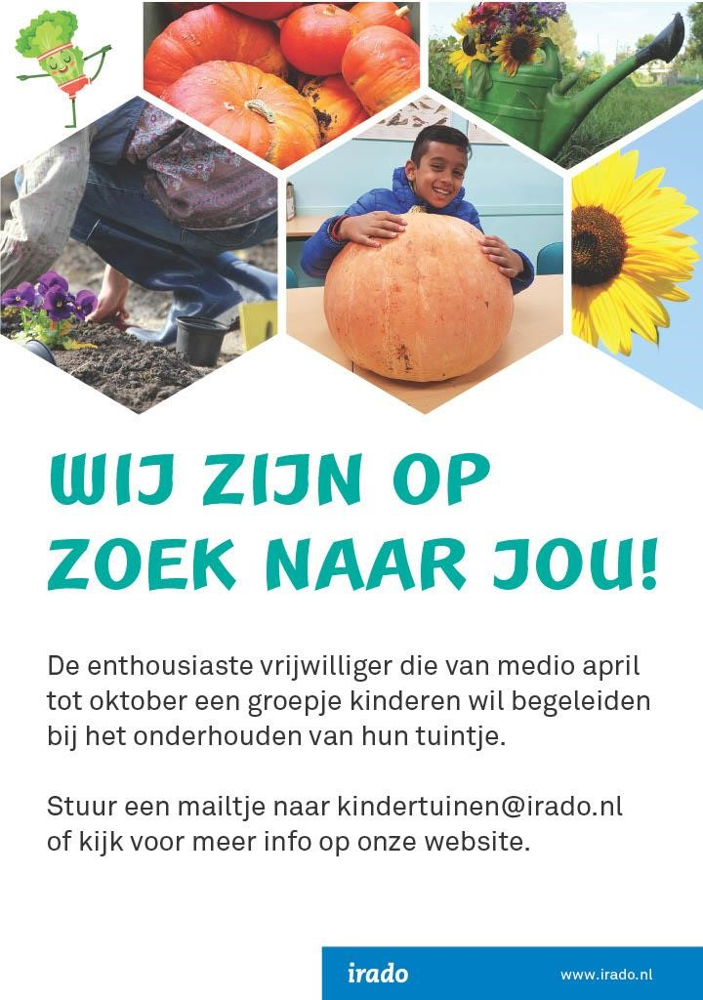 WIJ ZIJN OP
ZOEK NAAR JOU!
De enthousiaste vrijwilliger die van medio april
tot oktober een groepje kinderen wil begeleiden
bij het onderhouden van hun tuintje.
Stuur een mailtje naar kindertuinen@irado.nl
of kijk voor meer info op onze website.
irado
www.irado.nl